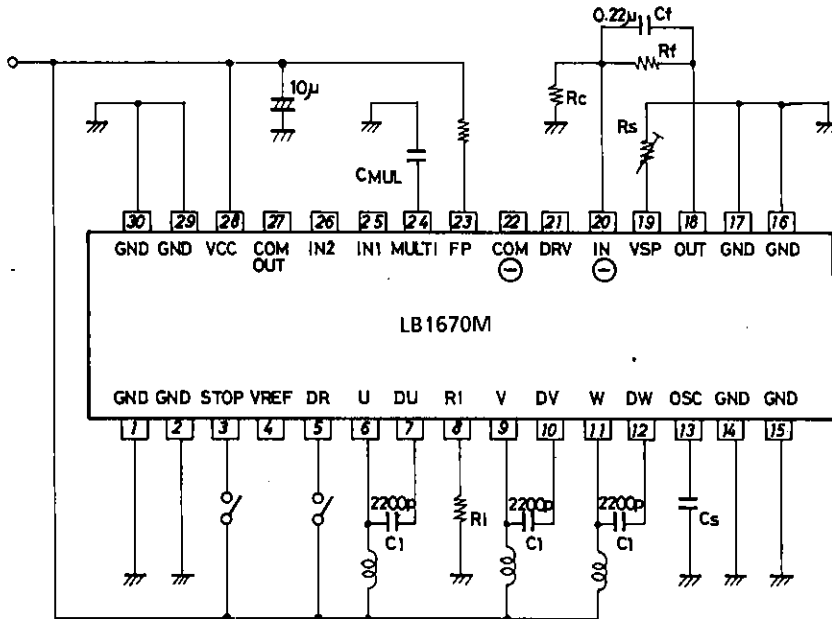 0.22μ Cf
Rf
10μ
Rc
Rs
CMUL
30 29 28 27 26 25 24 23 22 21 20 19 18 17 16
GND GND VCC COM OUT IN2 IN1 MULTI FP COM ⊖ DRV IN ⊖ VSP OUT GND GND
LB1670M
GND GND STOP VREF DR U DU R1 V DV W DW OSC GND GND
1 2 3 4 5 6 7 8 9 10 11 12 13 14 15
2200p 2200p 2200p
C1 R1 C1 C1 Cs